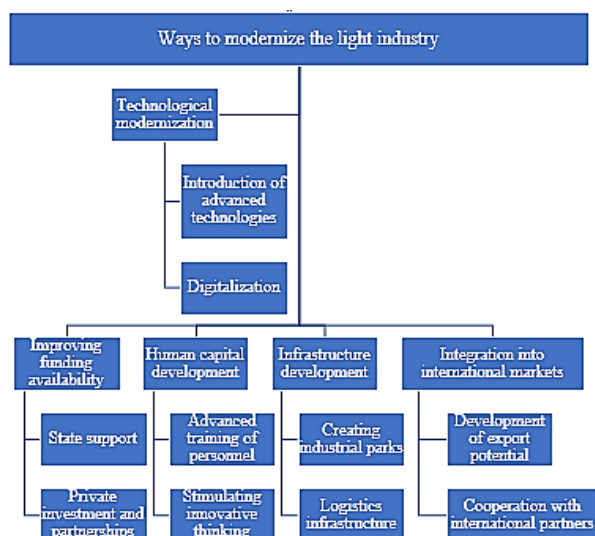 Ways to modernize the light industry
Technological
modernization
Introduction of
advanced
technologies
Digitalization
Improving
funding
availability
State support
Private
investment and
partnerships
Human capital
development
Advanced
training of
personnel
Stimulating
innovative
thinking
Infrastructure
development
Creating
industrial parks
Logistics
infrastructure
Integration into
international markets
Development
of export
potential
Cooperation with
international partners